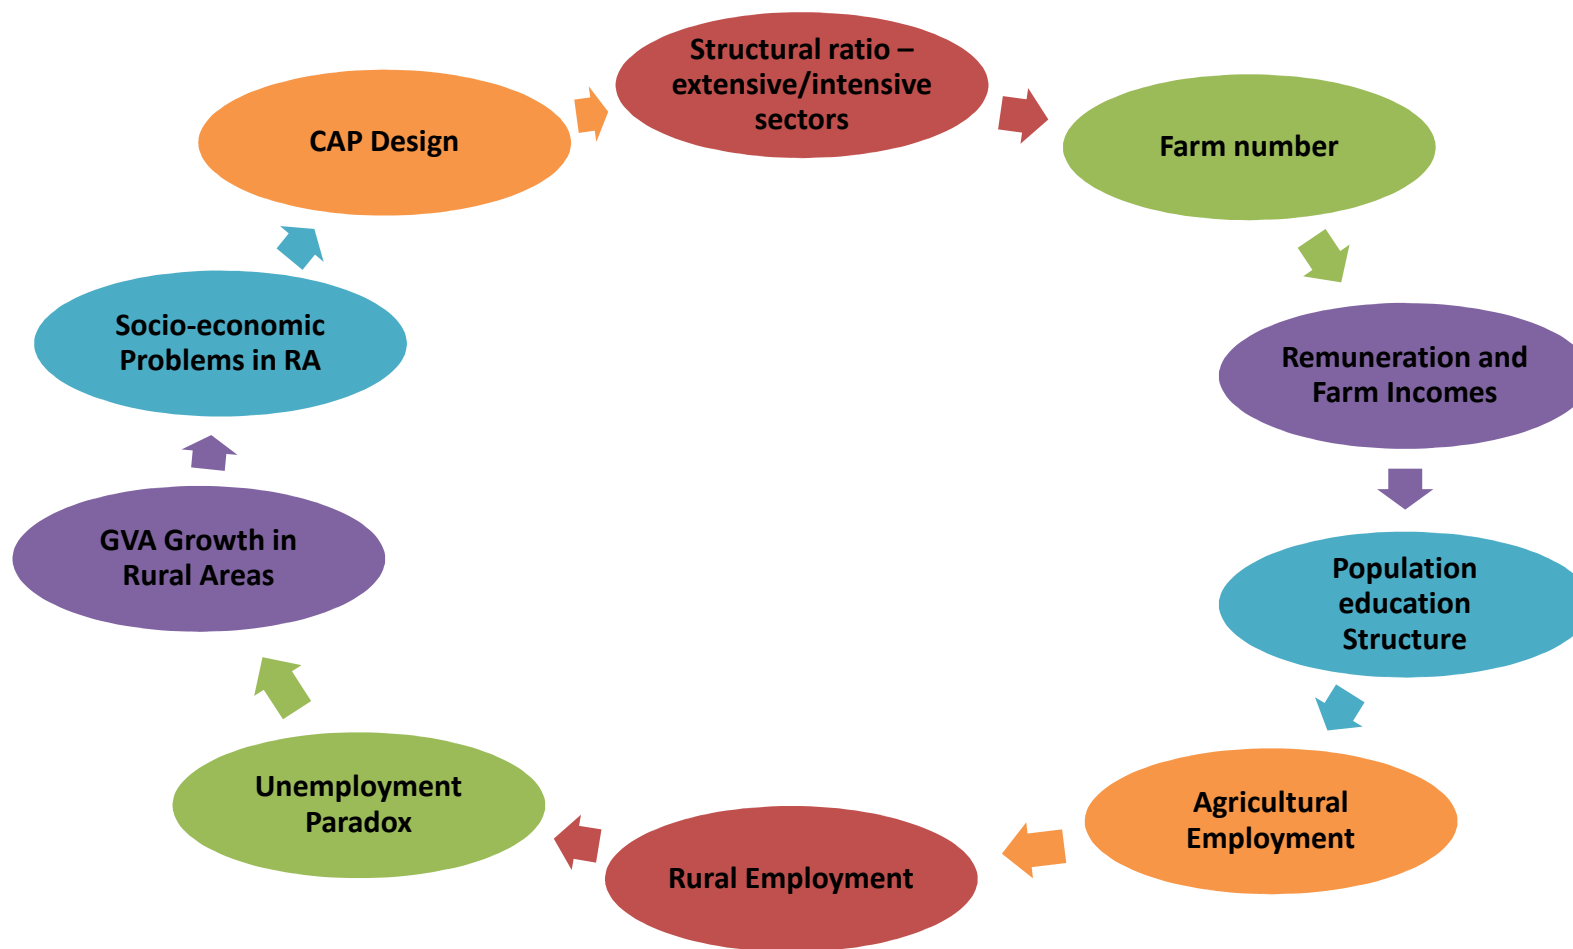 Structural ratio –
extensive/intensive
sectors
Farm number
Remuneration and
Farm Incomes
Population
education
Structure
Agricultural
Employment
Rural Employment
Unemployment
Paradox
GVA Growth in
Rural Areas
Socio-economic
Problems in RA
CAP Design